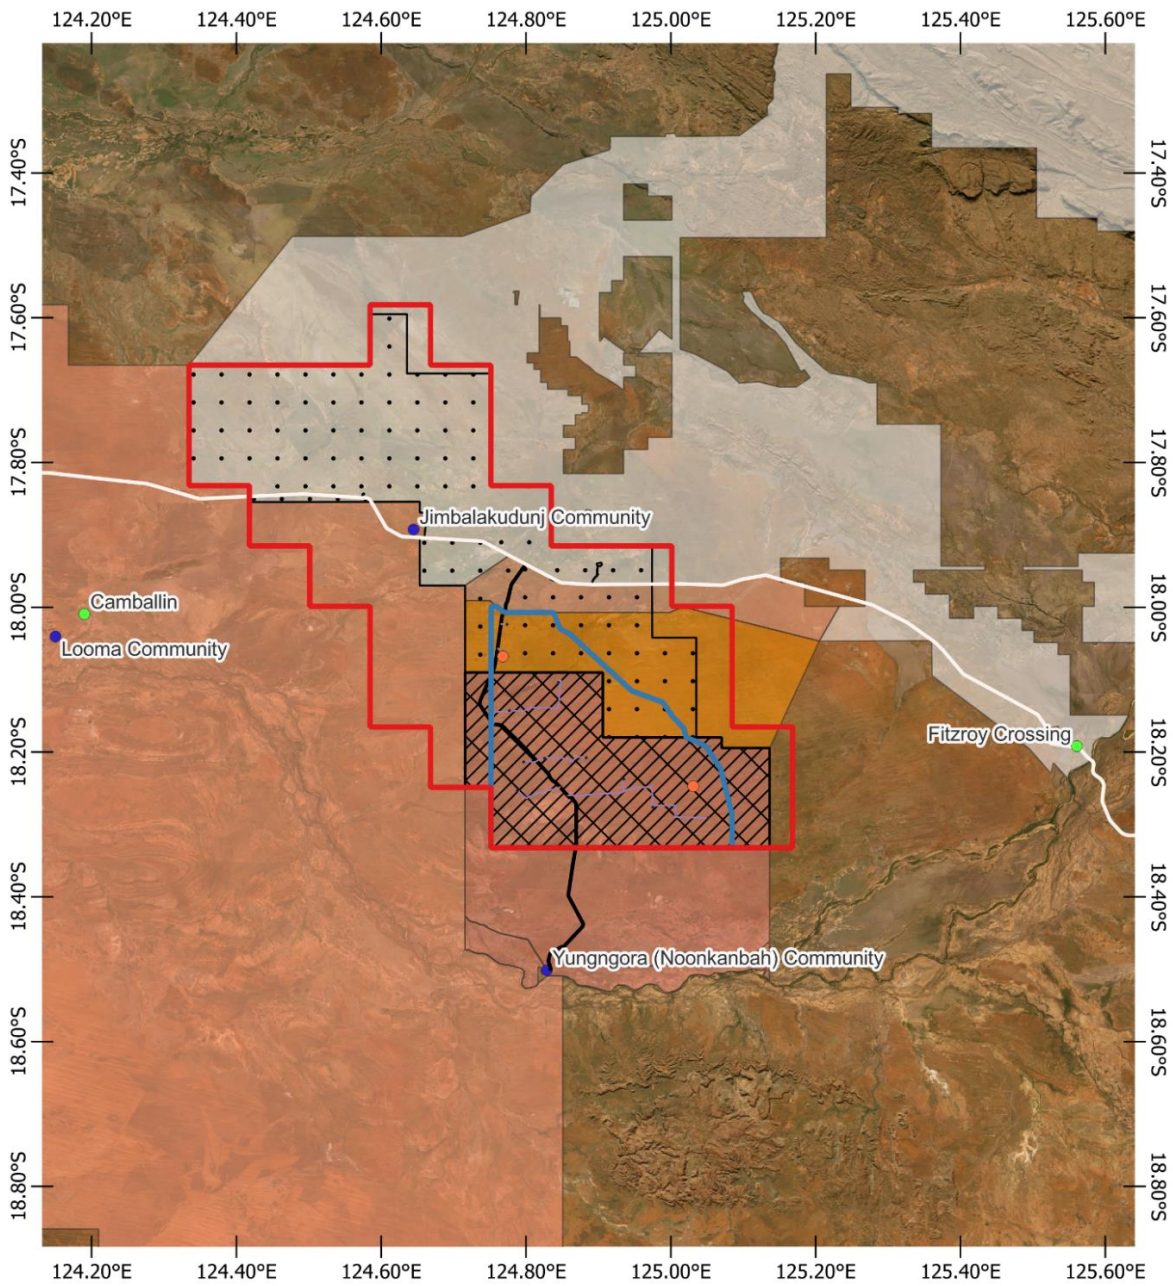 124.20°E 124.40°E 124.60°E 124.80°E 125.00°E 125.20°E 125.40°E 125.60°E
17.40°S 17.40°S
17.60°S 17.60°S
17.80°S 17.80°S
Jimbalakudunj Community
18.00°S 18.00°S
Camballin
Looma Community
18.20°S 18.20°S
Fitzroy Crossing
18.40°S 18.40°S
Yungngora (Noonkanbah) Community
18.60°S 18.60°S
18.80°S 18.80°S
124.20°E 124.40°E 124.60°E 124.80°E 125.00°E 125.20°E 125.40°E 125.60°E